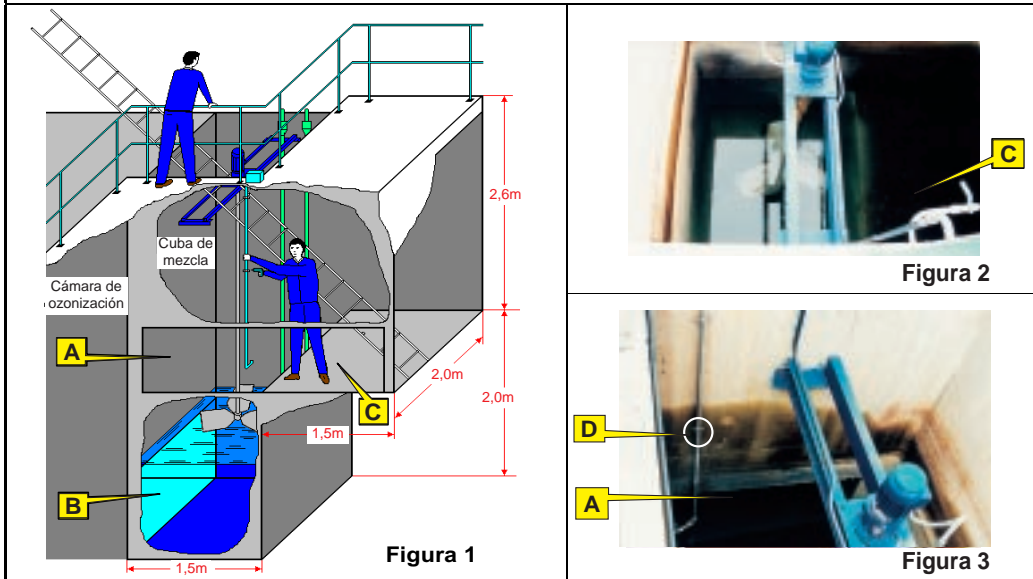 2,6m
Cuba de
mezcla
Cámara de
ozonización
A
C
2,0m
2,0m
1,5m
B
1,5m
Figura 1
C
Figura 2
D
A
Figura 3